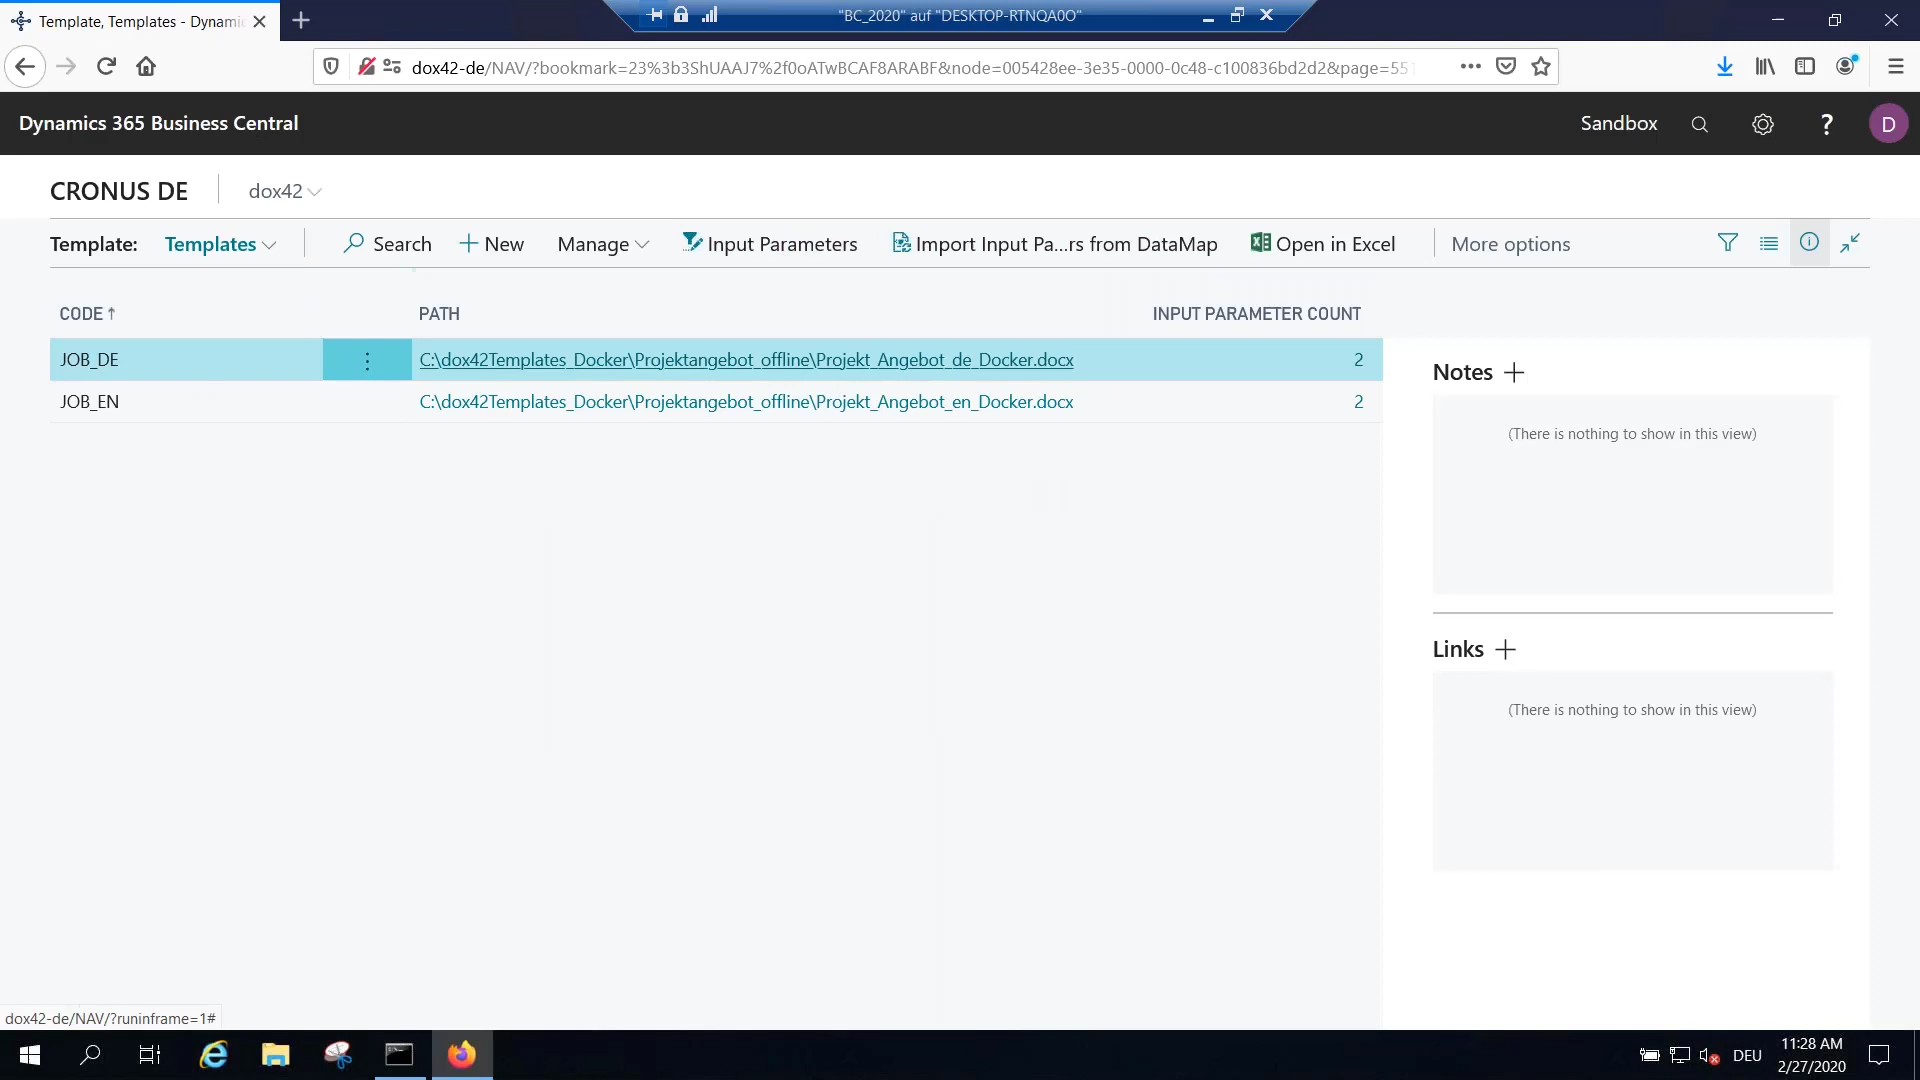 Template, Templates - Dynamic
"BC_2020" auf "DESKTOP-RTNQA0O"
dox42-de/NAV/?bookmark=23%3b3ShUAAJ7%2f0oATwBCAF8ARABF&node=005428ee-3e35-0000-0c48-c100836bd2d2&page=551
Dynamics 365 Business Central
Sandbox
?
D
CRONUS DE
dox42
Template:
Templates
Search
New
Manage
Input Parameters
Import Input Pa...rs from DataMap
Open in Excel
More options
CODE ↑
PATH
INPUT PARAMETER COUNT
JOB_DE
C:\dox42Templates_Docker\Projektangebot_offline\Projekt_Angebot_de_Docker.docx
2
JOB_EN
C:\dox42Templates_Docker\Projektangebot_offline\Projekt_Angebot_en_Docker.docx
2
Notes
(There is nothing to show in this view)
Links
(There is nothing to show in this view)
dox42-de/NAV/?runinframe=1#
DEU
11:28 AM
2/27/2020